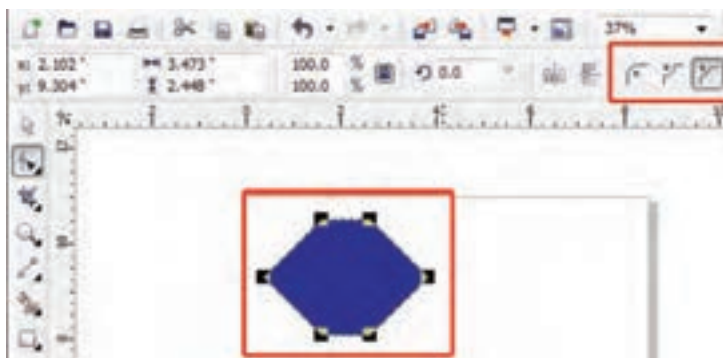 37%
x: 2.102 " 3.473 " 100.0 % 0.0
y: 9.304 " 2.448 " 100.0 %